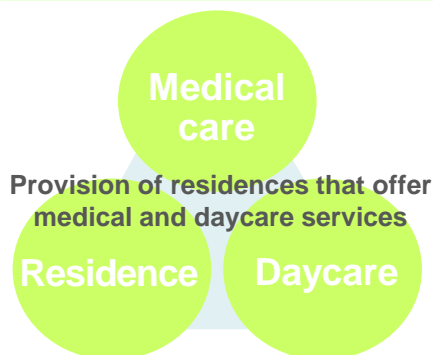 Medical
care
Provision of residences that offer
medical and daycare services
Residence
Daycare